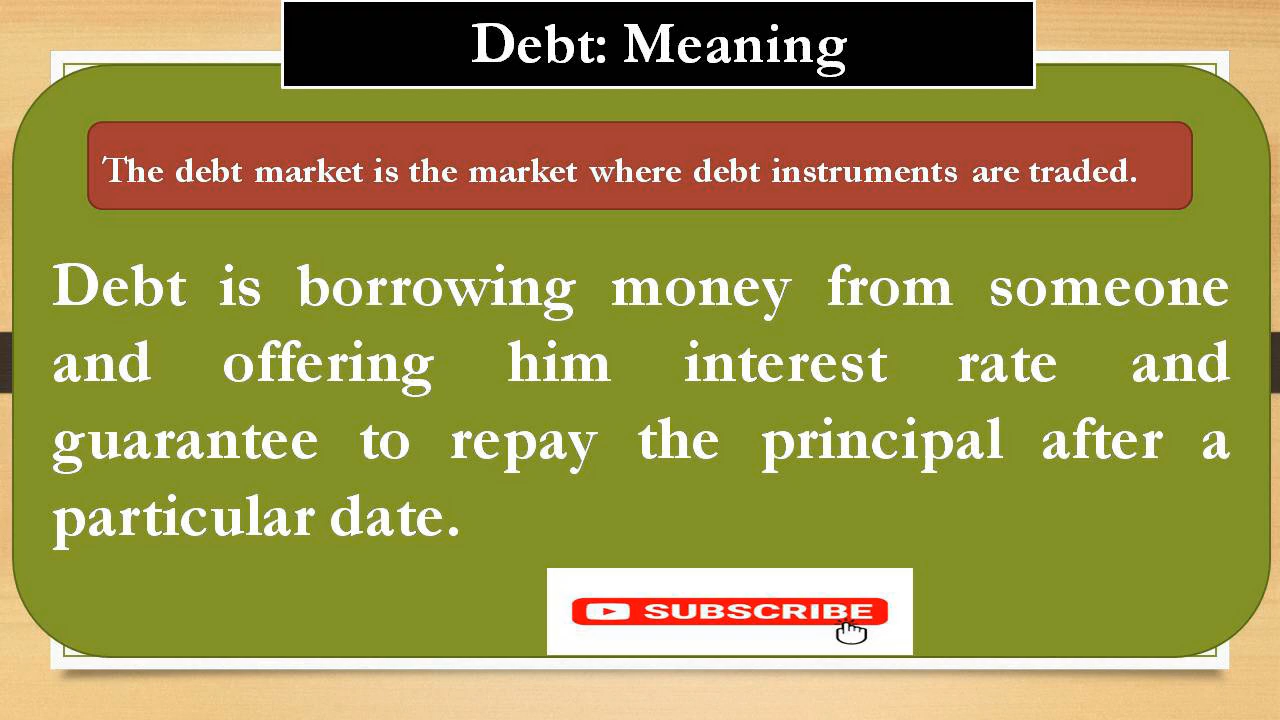 Debt: Meaning
The debt market is the market where debt instruments are traded.
Debt is borrowing money from someone
and offering him interest rate and
guarantee to repay the principal after a
particular date.
SUBSCRIBE